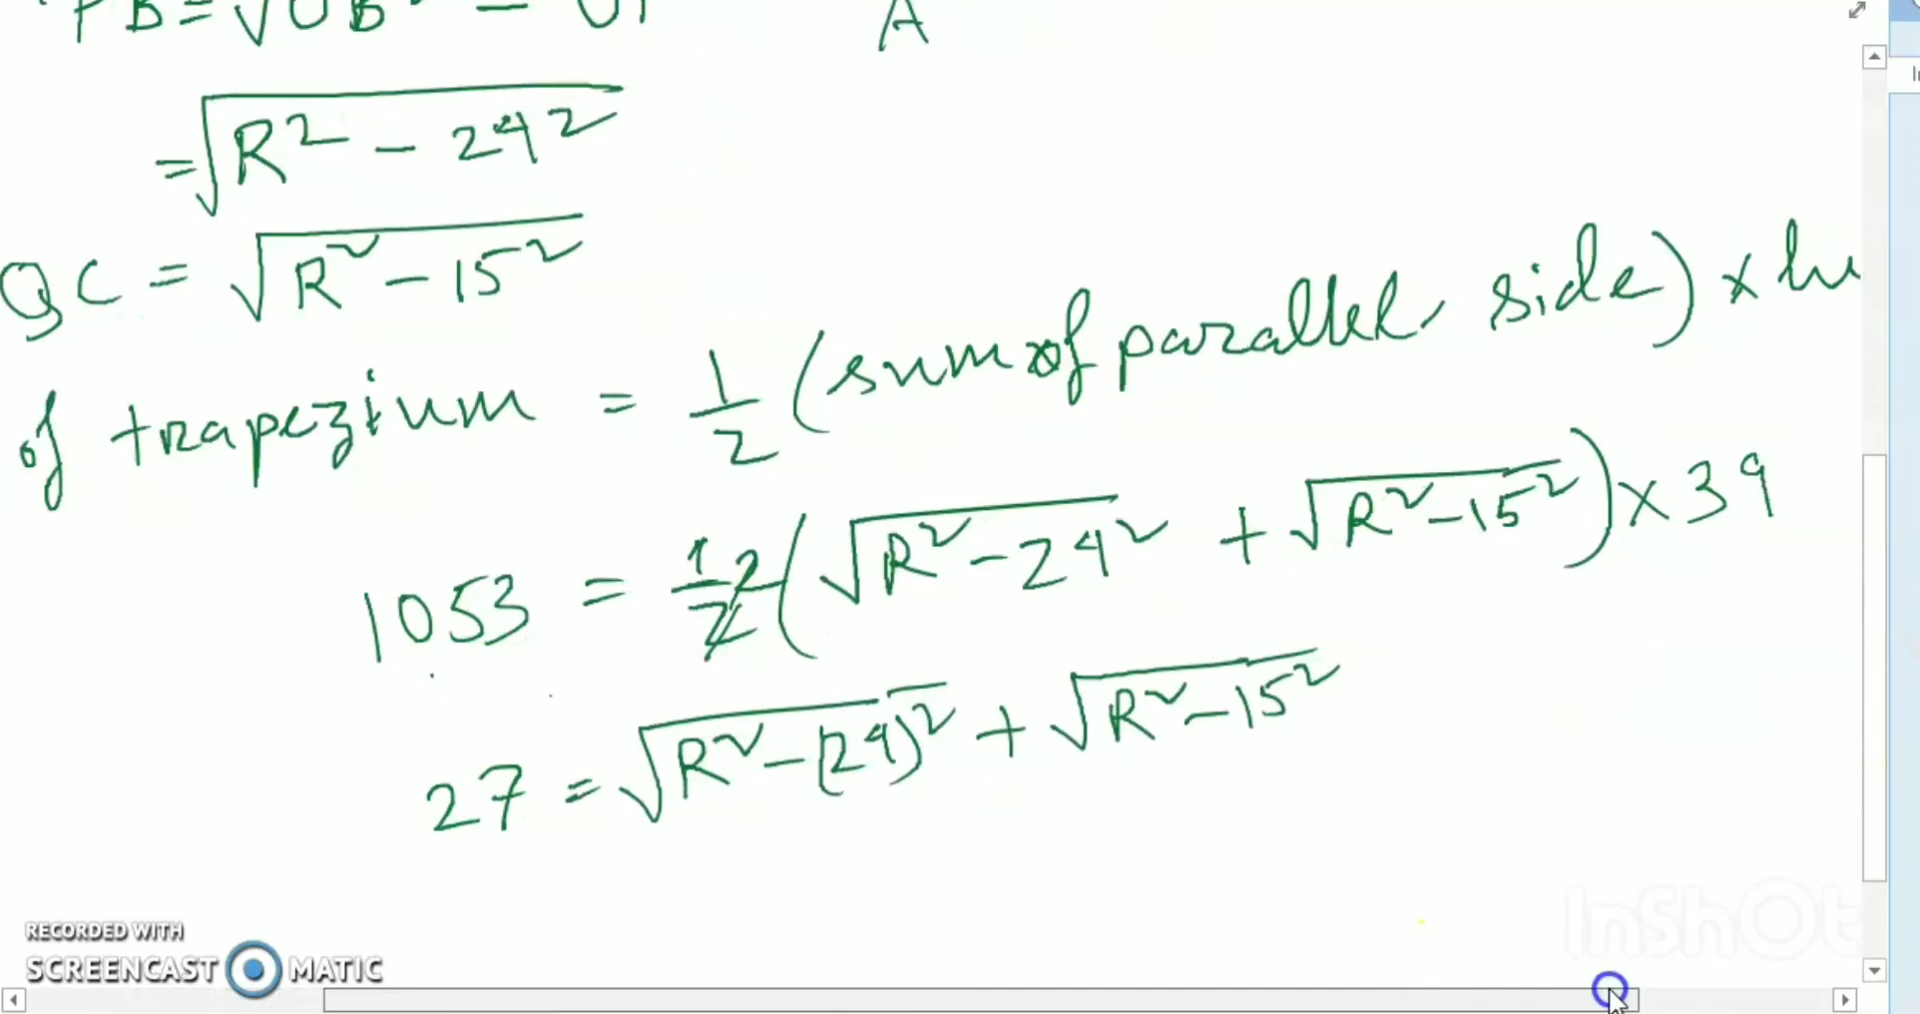 PB = √OB² -
A
= √R² - 24²
QC = √R² - 15²
of trapezium = 1/2 (sum of parallel side) ×
1053 = 1/2 2 (√R² - 24² + √R² - 15²) × 39
27 = √R² - (24)² + √R² - 15²
InShOt
RECORDED WITH
SCREENCAST MATIC